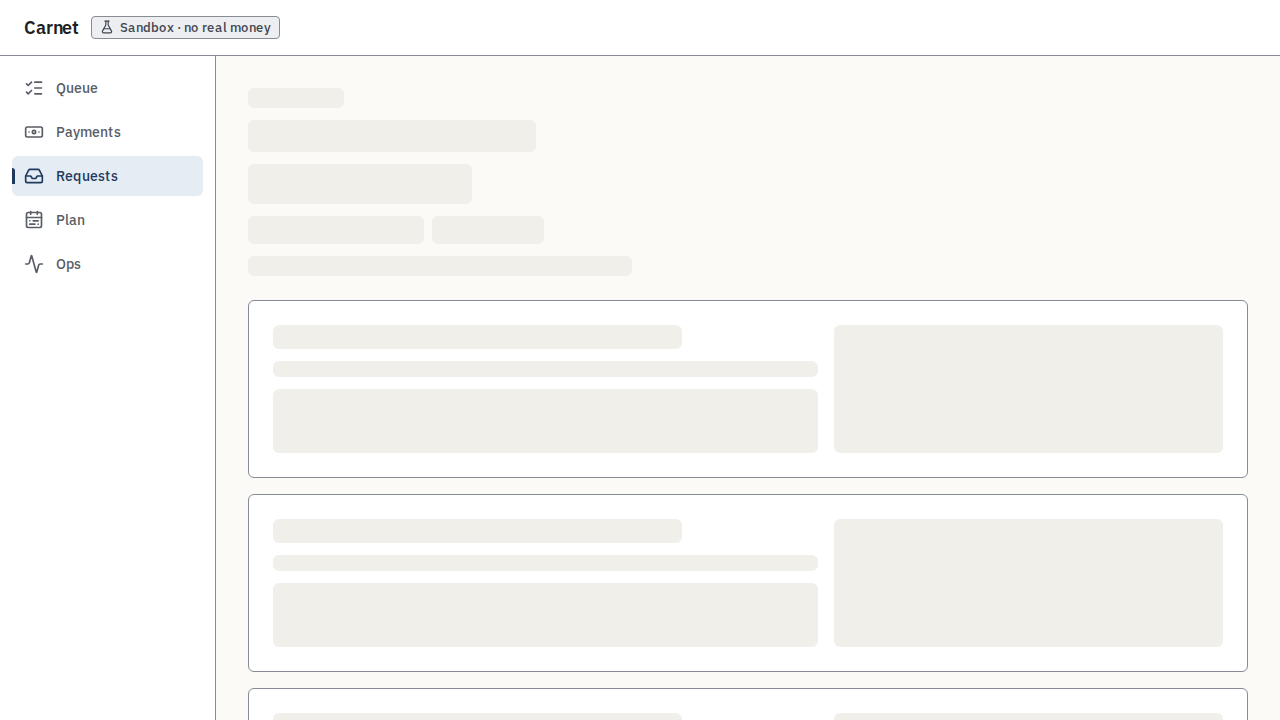 Carnet
Sandbox · no real money
Queue
Payments
Requests
Plan
Ops